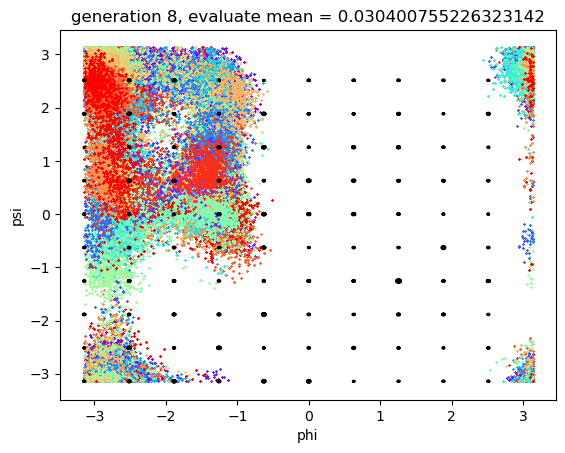 generation 8, evaluate mean = 0.030400755226323142
3
2
1
0
−1
−2
−3
psi
−3 −2 −1 0 1 2 3
phi